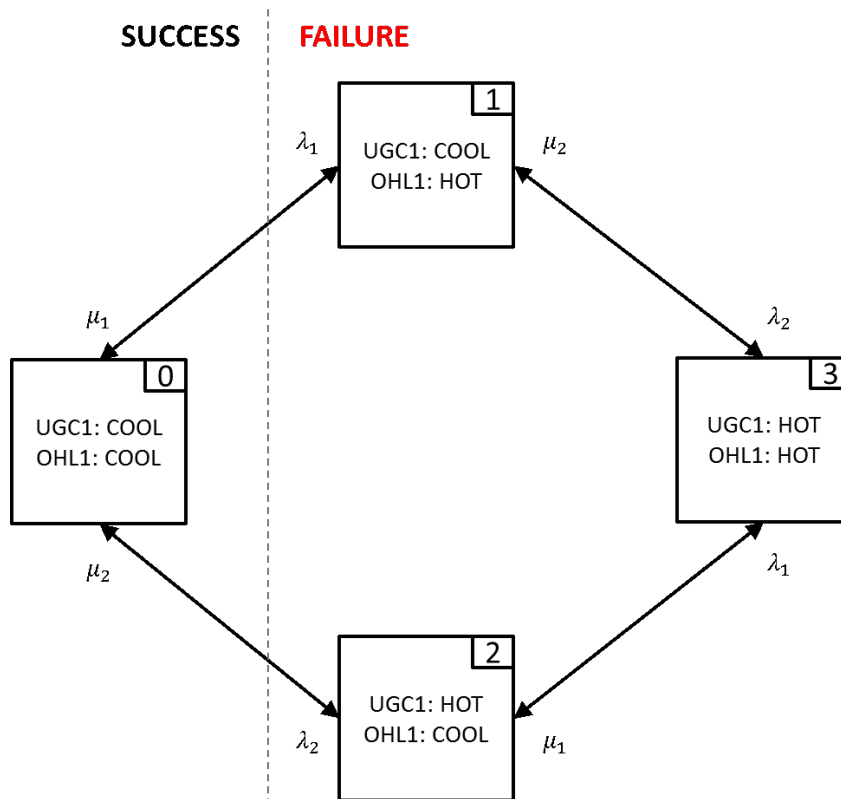 SUCCESS
FAILURE
1
λ₁
UGC1: COOL
OHL1: HOT
μ₂
μ₁
λ₂
0
UGC1: COOL
OHL1: COOL
3
UGC1: HOT
OHL1: HOT
μ₂
λ₁
2
UGC1: HOT
OHL1: COOL
λ₂
μ₁